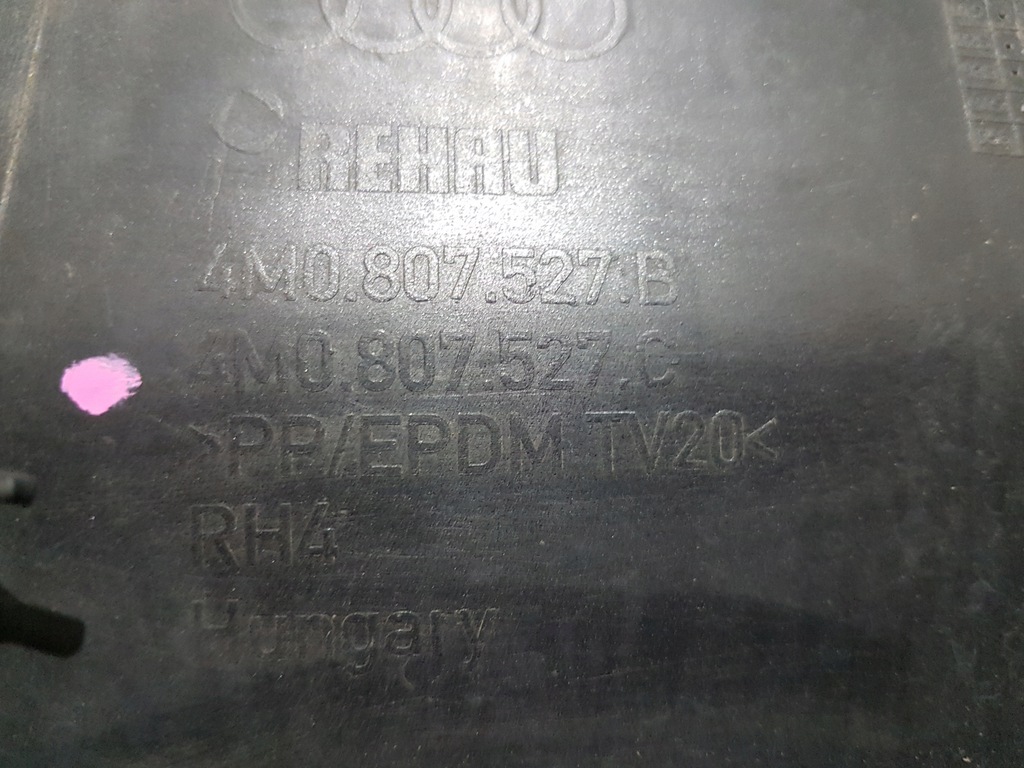 REHAU
4M0.807.527.B
4M0.807.527.C
>PP/EPDM TV20<
RH4
Hungary